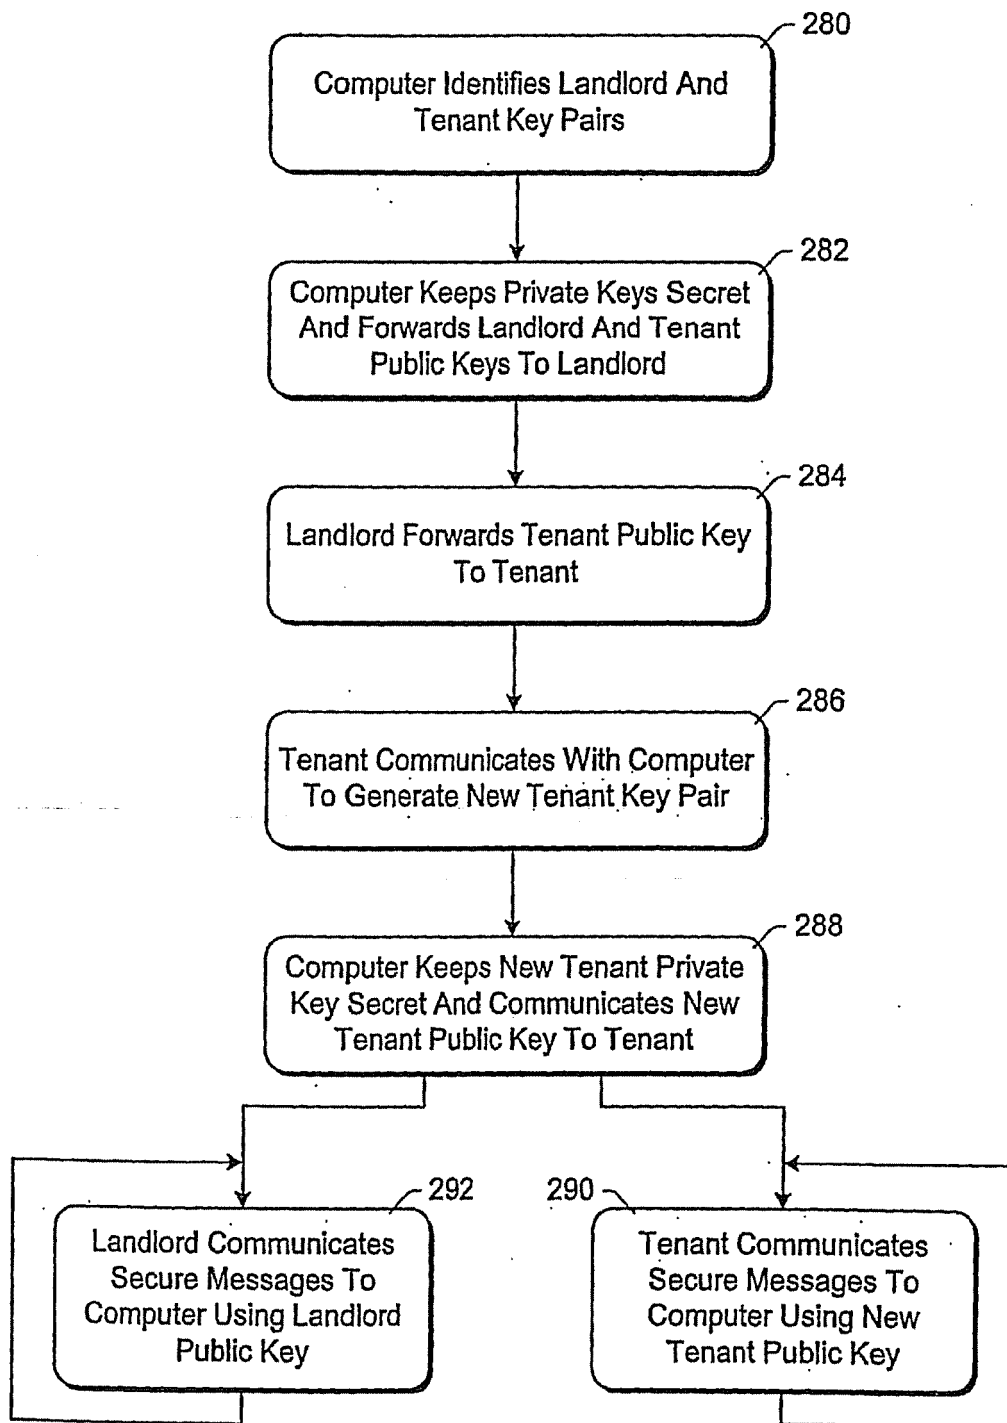 280
Computer Identifies Landlord And
Tenant Key Pairs
282
Computer Keeps Private Keys Secret
And Forwards Landlord And Tenant
Public Keys To Landlord
284
Landlord Forwards Tenant Public Key
To Tenant
286
Tenant Communicates With Computer
To Generate New Tenant Key Pair
288
Computer Keeps New Tenant Private
Key Secret And Communicates New
Tenant Public Key To Tenant
292
Landlord Communicates
Secure Messages To
Computer Using Landlord
Public Key
290
Tenant Communicates
Secure Messages To
Computer Using New
Tenant Public Key